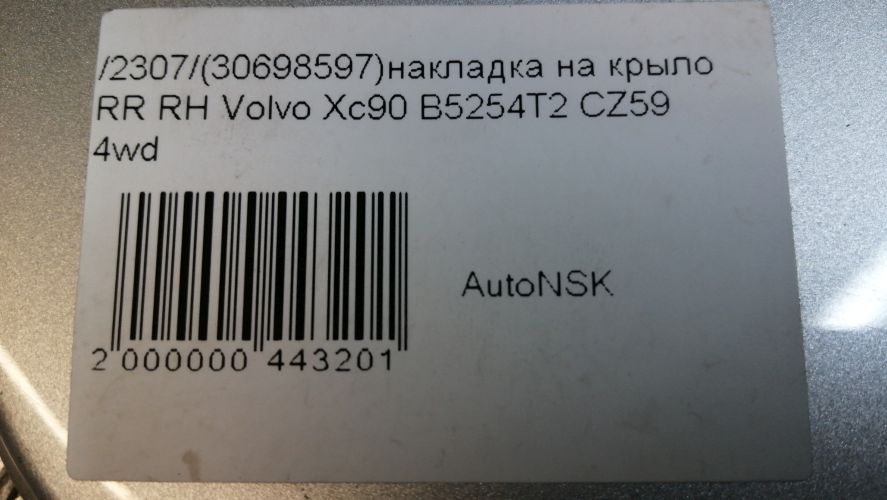 /2307/(30698597)накладка на крыло
RR RH Volvo Xc90 B5254T2 CZ59
4wd
AutoNSK
2 000000 443201